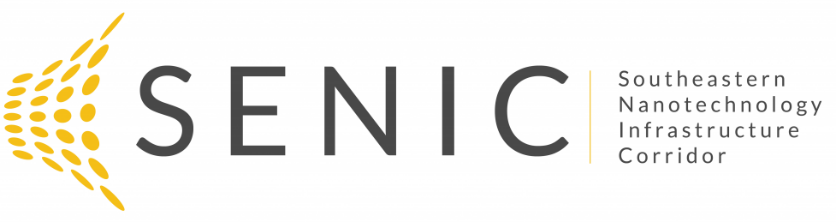 SENIC
Southeastern
Nanotechnology
Infrastructure
Corridor